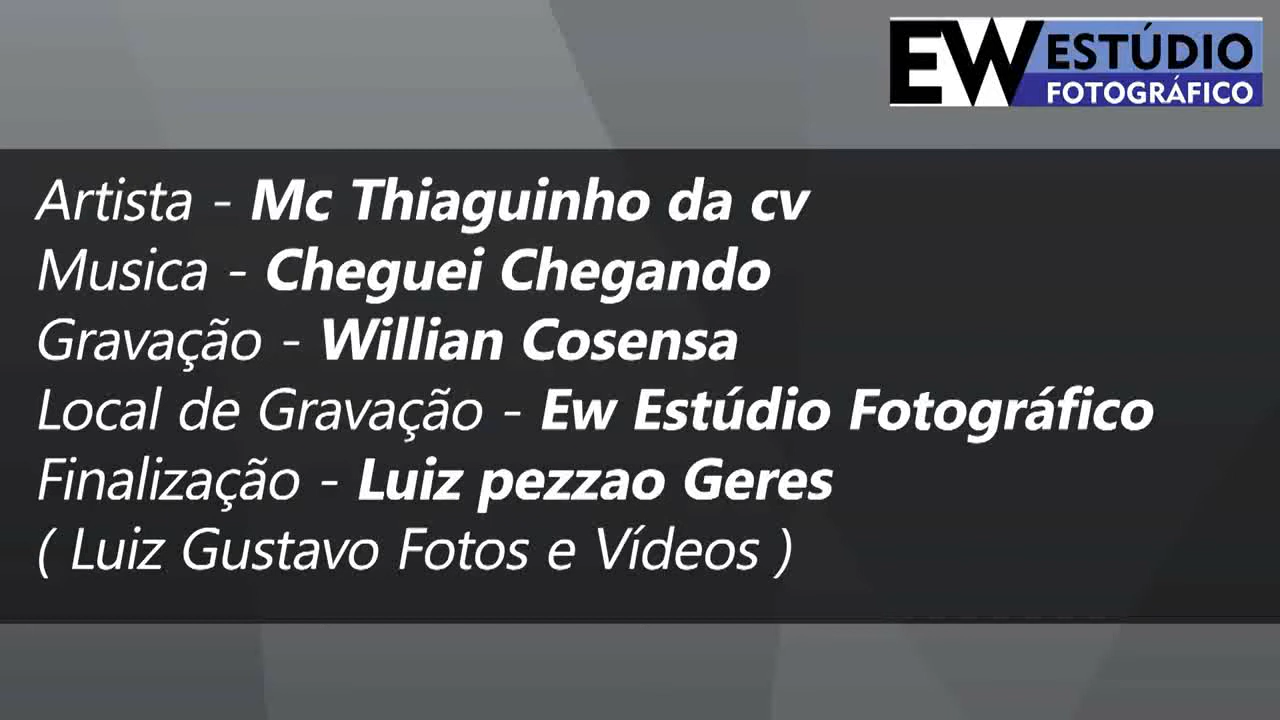 EW ESTÚDIO
FOTOGRÁFICO
Artista - Mc Thiaguinho da cv
Musica - Cheguei Chegando
Gravação - Willian Cosensa
Local de Gravação - Ew Estúdio Fotográfico
Finalização - Luiz pezzao Geres
( Luiz Gustavo Fotos e Vídeos )